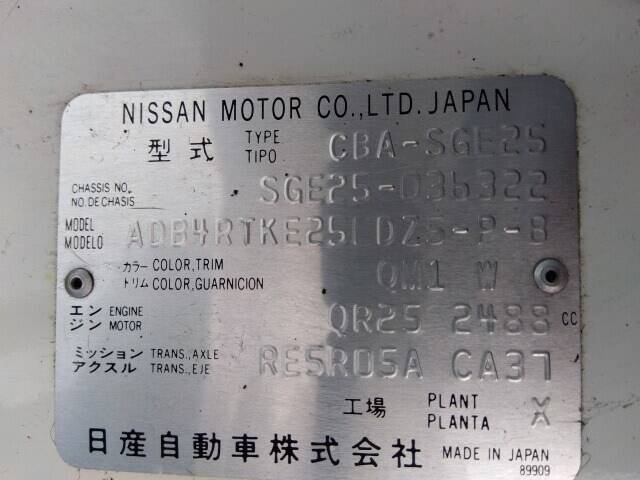 NISSAN MOTOR CO.,LTD. JAPAN
型式 TYPE TIPO CBA-SGE25
CHASSIS NO. NO. DE CHASIS SGE25-036322
MODEL MODELO ADB4RTKE25 DZ5-P-B
カラー COLOR,TRIM
トリム COLOR,GUARNICION QM1 W
エンジン ENGINE MOTOR QR25 2488 CC
ミッション TRANS.,AXLE
アクスル TRANS.,EJE RE5R05A CA37
工場 PLANT PLANTA X
日産自動車株式会社 MADE IN JAPAN
89909